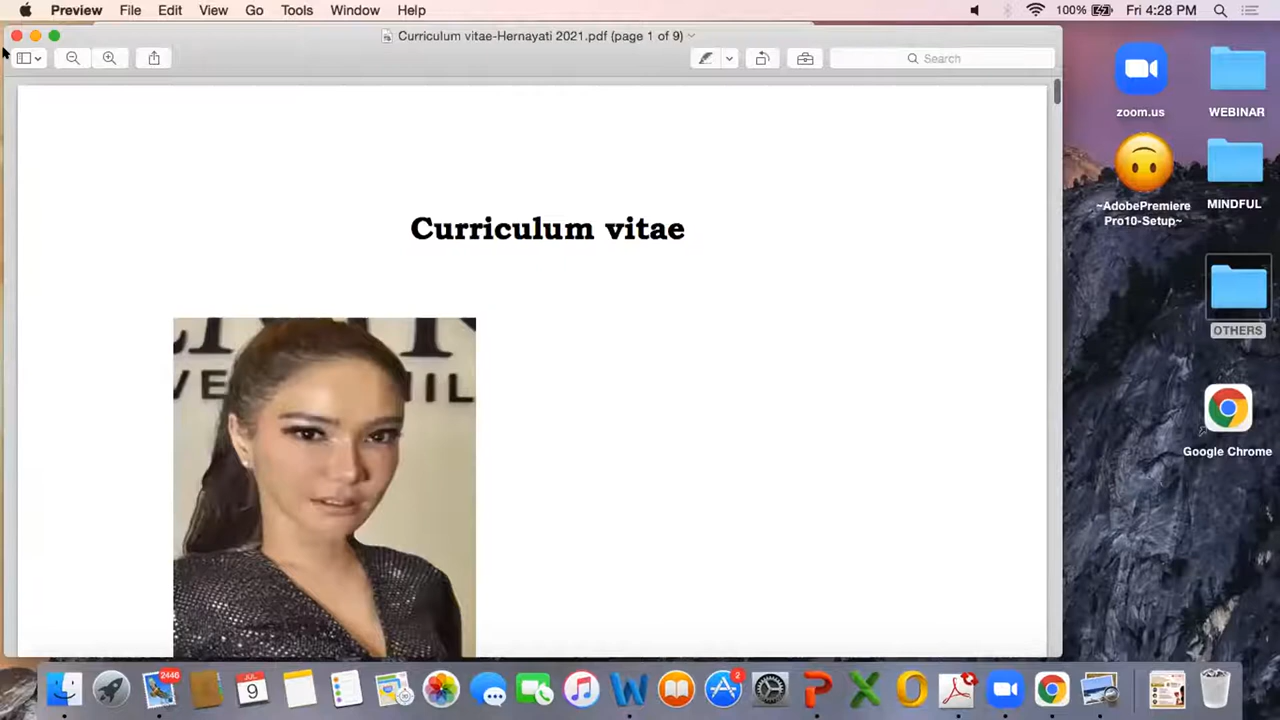 Preview File Edit View Go Tools Window Help 100% Fri 4:28 PM
Curriculum vitae-Hernayati 2021.pdf (page 1 of 9)
Search
zoom.us
WEBINAR
~AdobePremiere
Pro10-Setup~
MINDFUL
OTHERS
Google Chrome
Curriculum vitae
2446
JUL
9
2